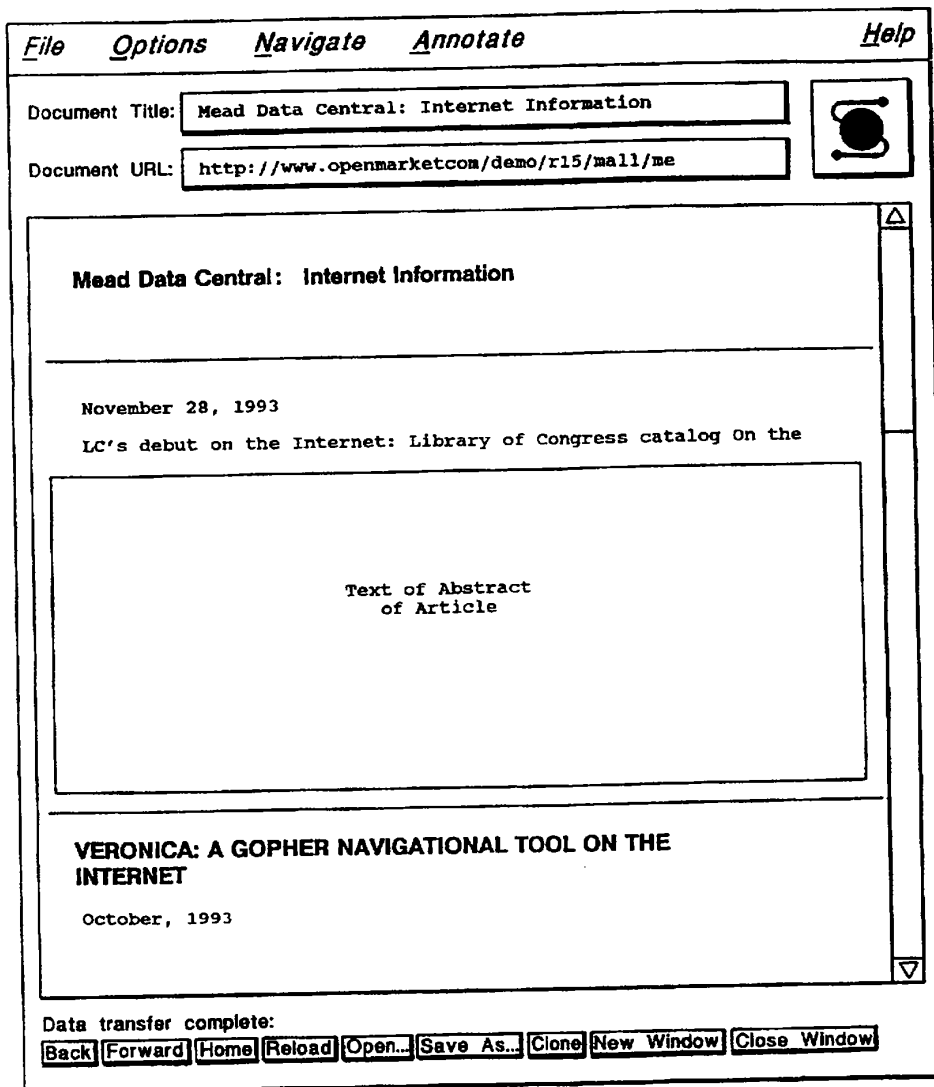 File Options Navigate Annotate Help
Document Title: Mead Data Central: Internet Information
Document URL: http://www.openmarketcom/demo/r15/mall/me
Mead Data Central: Internet Information
November 28, 1993
LC's debut on the Internet: Library of Congress catalog On the
Text of Abstract
of Article
VERONICA: A GOPHER NAVIGATIONAL TOOL ON THE
INTERNET
October, 1993
Data transfer complete:
Back Forward Home Reload Open... Save As... Clone New Window Close Window